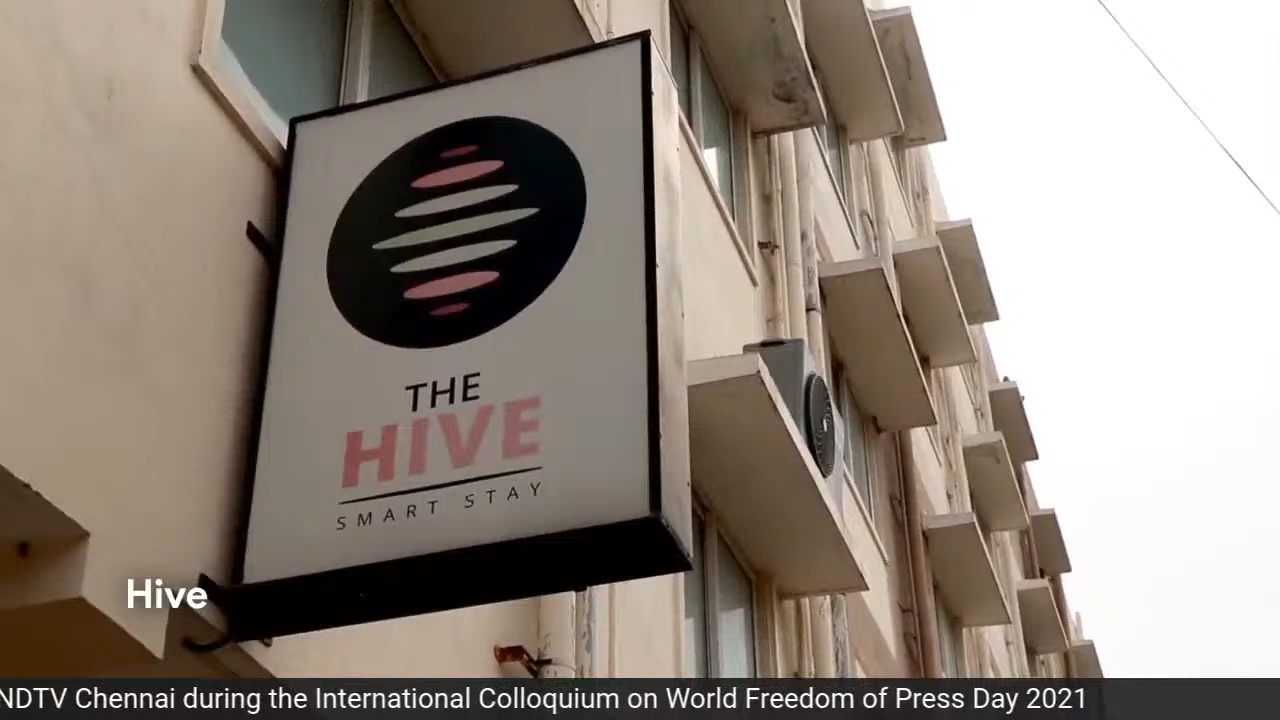 THE
HIVE
SMART STAY
Hive
NDTV Chennai during the International Colloquium on World Freedom of Press Day 2021